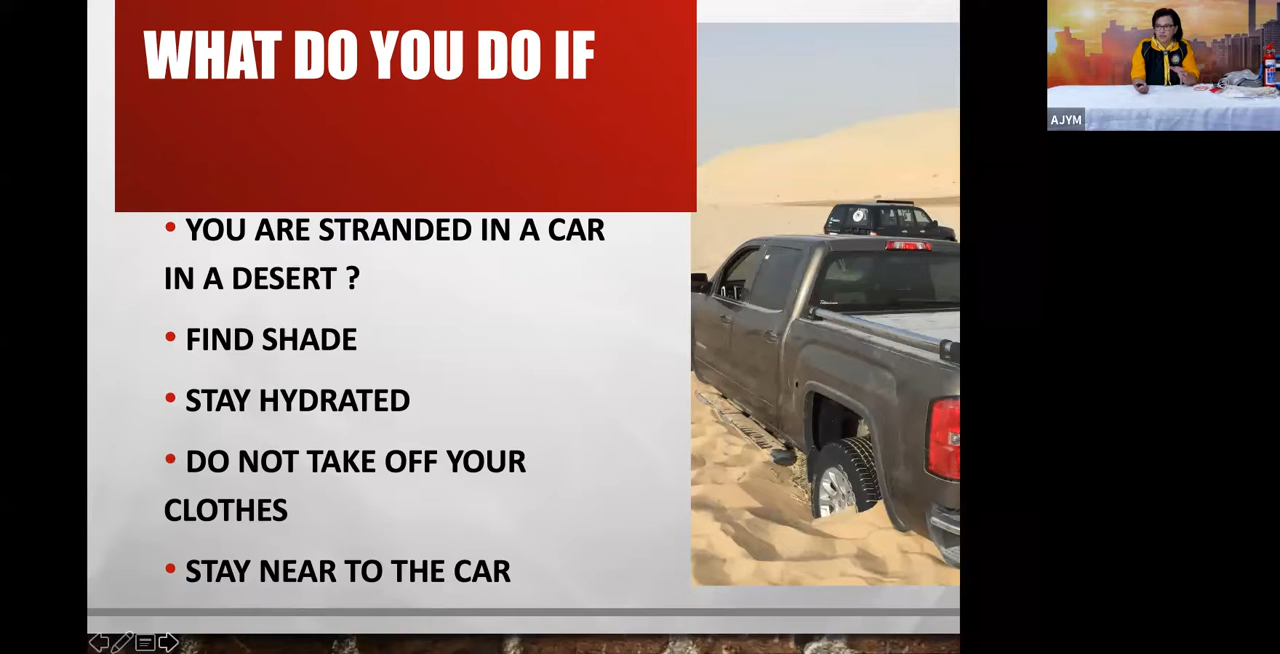 WHAT DO YOU DO IF
• YOU ARE STRANDED IN A CAR
IN A DESERT ?
• FIND SHADE
• STAY HYDRATED
• DO NOT TAKE OFF YOUR
CLOTHES
• STAY NEAR TO THE CAR
AJYM